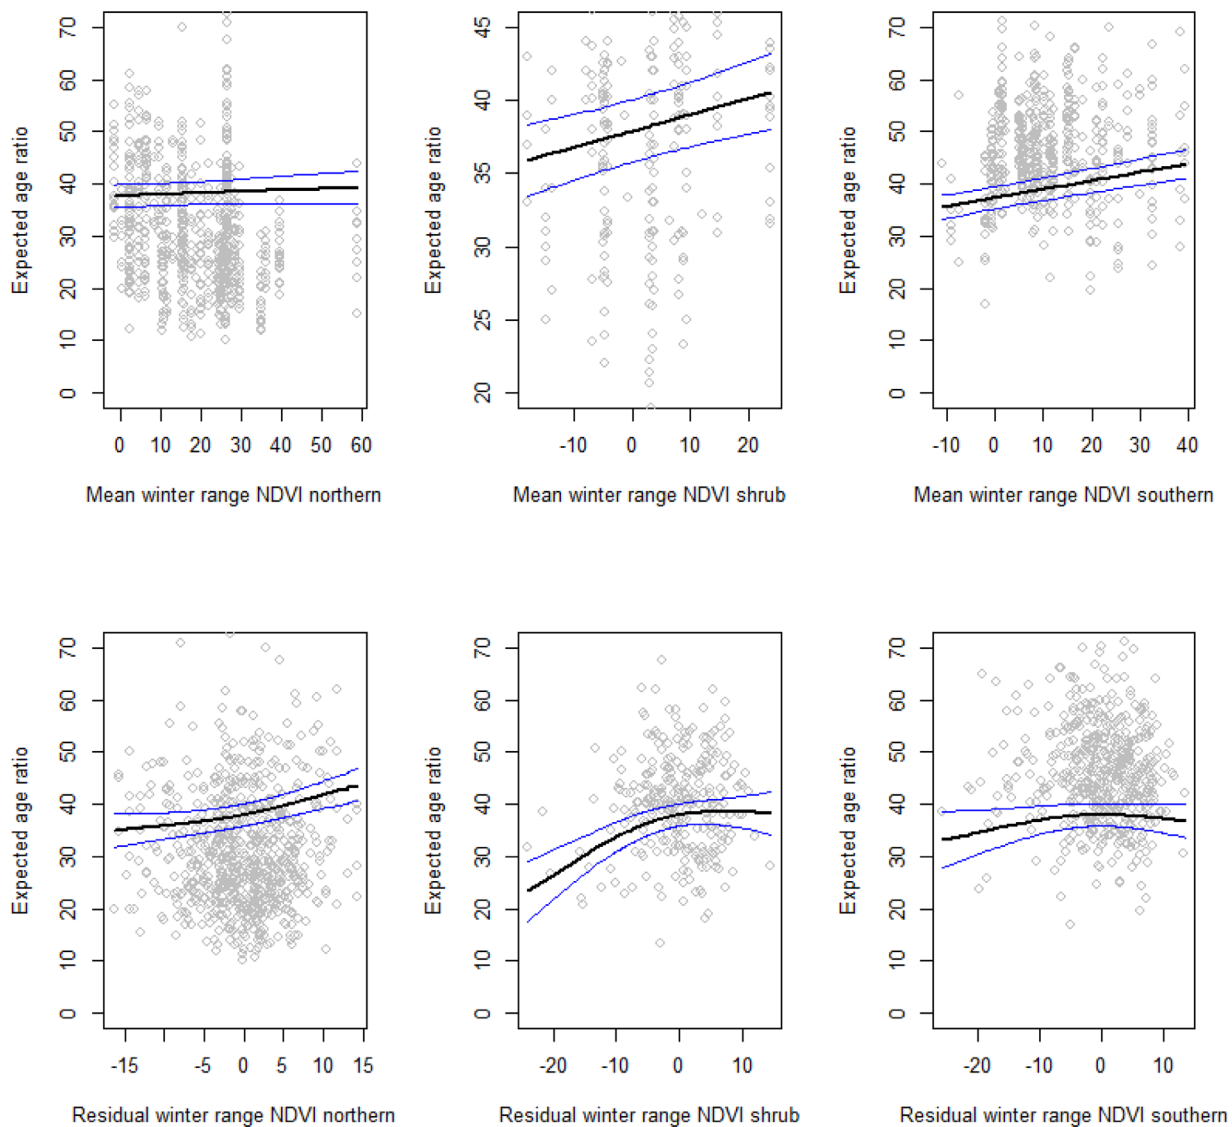 Expected age ratio
0 10 20 30 40 50 60 70
0 10 20 30 40 50 60
Mean winter range NDVI northern
Expected age ratio
20 25 30 35 40 45
-10 0 10 20
Mean winter range NDVI shrub
Expected age ratio
0 10 20 30 40 50 60 70
-10 0 10 20 30 40
Mean winter range NDVI southern
Expected age ratio
0 10 20 30 40 50 60 70
-15 -10 -5 0 5 10 15
Residual winter range NDVI northern
Expected age ratio
0 10 20 30 40 50 60 70
-20 -10 0 10
Residual winter range NDVI shrub
Expected age ratio
0 10 20 30 40 50 60 70
-20 -10 0 10
Residual winter range NDVI southern